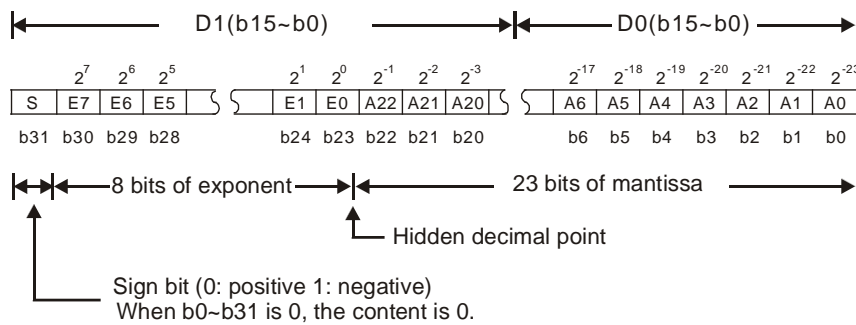 D1(b15~b0) D0(b15~b0)
2^7 2^6 2^5 2^1 2^0 2^-1 2^-2 2^-3 2^-17 2^-18 2^-19 2^-20 2^-21 2^-22 2^-23
S E7 E6 E5 E1 E0 A22 A21 A20 A6 A5 A4 A3 A2 A1 A0
b31 b30 b29 b28 b24 b23 b22 b21 b20 b6 b5 b4 b3 b2 b1 b0
8 bits of exponent 23 bits of mantissa
Hidden decimal point
Sign bit (0: positive 1: negative)
When b0~b31 is 0, the content is 0.